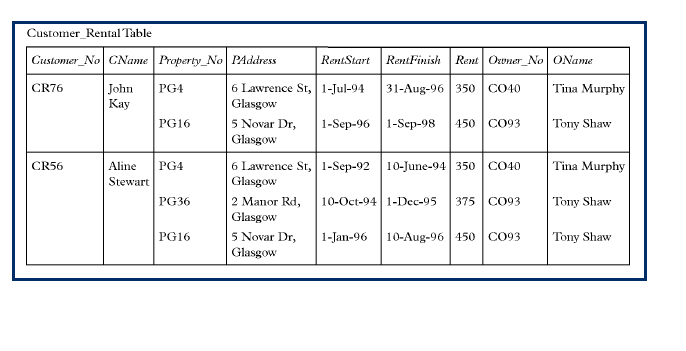 Customer_Rental Table
Customer_No CName Property_No PAddress RentStart RentFinish Rent Owner_No OName
CR76 John PG4 6 Lawrence St, 1-Jul-94 31-Aug-96 350 CO40 Tina Murphy
Kay Glasgow
PG16 5 Novar Dr, 1-Sep-96 1-Sep-98 450 CO93 Tony Shaw
Glasgow
CR56 Aline PG4 6 Lawrence St, 1-Sep-92 10-June-94 350 CO40 Tina Murphy
Stewart Glasgow
PG36 2 Manor Rd, 10-Oct-94 1-Dec-95 375 CO93 Tony Shaw
Glasgow
PG16 5 Novar Dr, 1-Jan-96 10-Aug-96 450 CO93 Tony Shaw
Glasgow